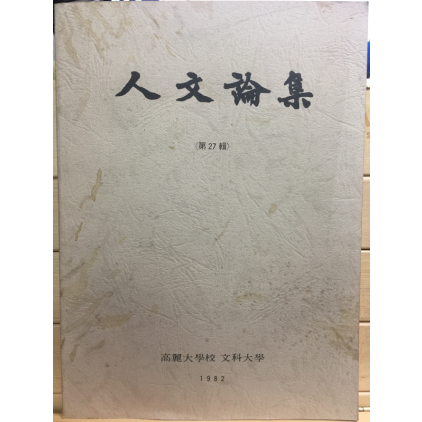 人文論集
(第27輯)
高麗大學校 文科大學
1982